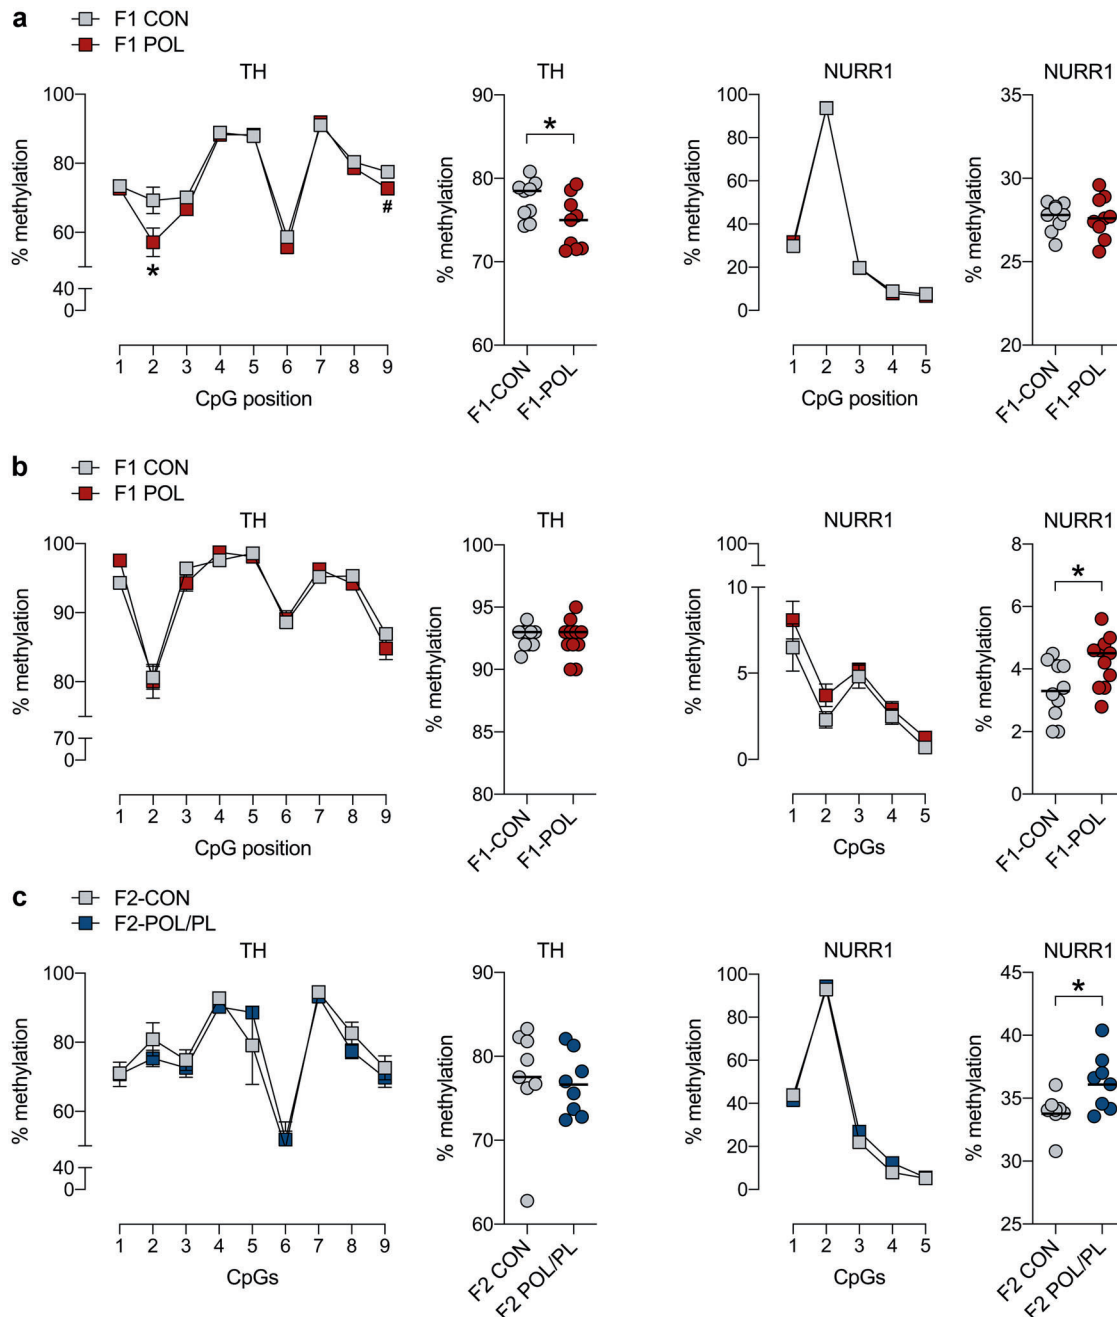 a
F1 CON
F1 POL
TH
% methylation
100
80
60
40
0
*
#
1 2 3 4 5 6 7 8 9
CpG position
TH
% methylation
90
80
70
60
*
F1-CON
F1-POL
NURR1
% methylation
100
80
60
40
20
0
1 2 3 4 5
CpG position
NURR1
% methylation
35
30
25
20
F1-CON
F1-POL
b
F1 CON
F1 POL
TH
% methylation
100
90
80
70
0
1 2 3 4 5 6 7 8 9
CpG position
TH
% methylation
100
95
90
85
80
F1-CON
F1-POL
NURR1
% methylation
100
10
5
0
1 2 3 4 5
CpGs
NURR1
% methylation
8
6
4
2
0
*
F1-CON
F1-POL
c
F2-CON
F2-POL/PL
TH
% methylation
100
80
60
40
0
1 2 3 4 5 6 7 8 9
CpGs
TH
% methylation
90
80
70
60
F2 CON
F2 POL/PL
NURR1
% methylation
100
80
60
40
20
0
1 2 3 4 5
CpGs
NURR1
% methylation
45
40
35
30
25
*
F2 CON
F2 POL/PL